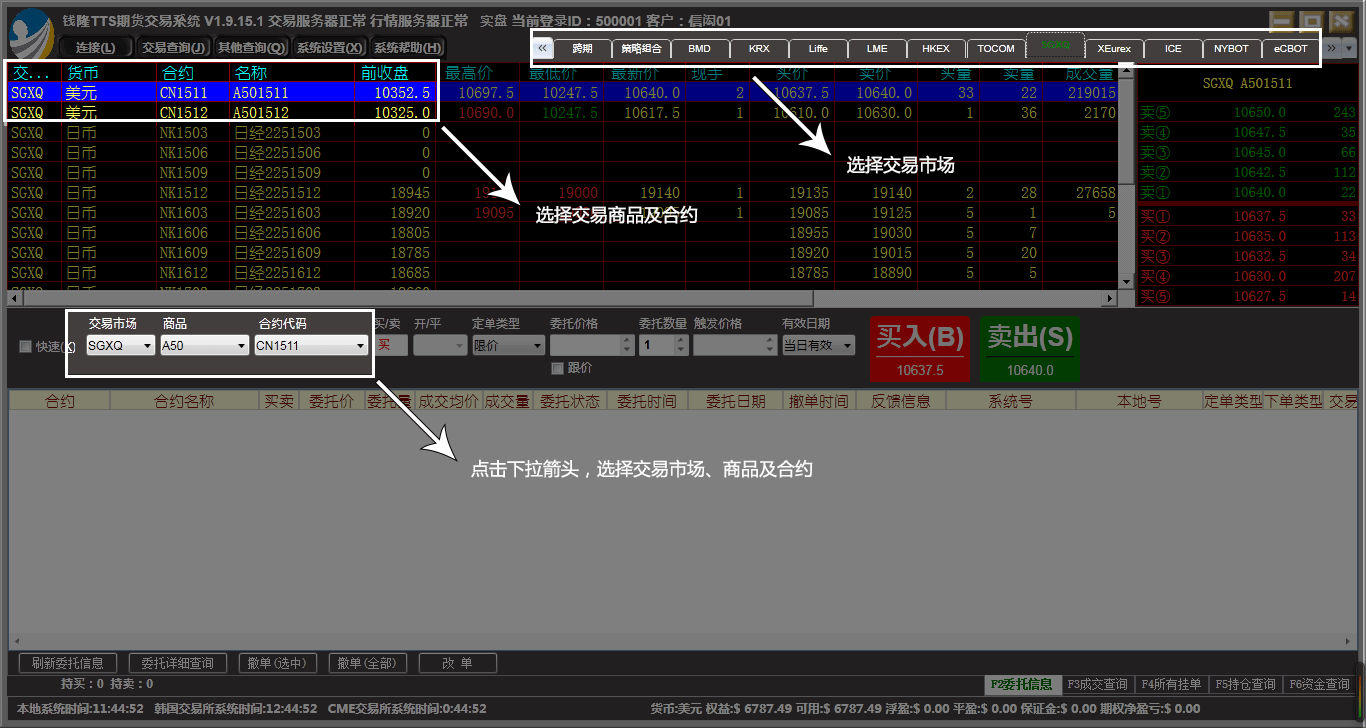 钱隆TTS期货交易系统 V1.9.15.1 交易服务器正常 行情服务器正常 实盘 当前登录ID：500001 客户：信闳01
连接(L) 交易查询(J) 其他查询(Q) 系统设置(X) 系统帮助(H)
跨期 策略组合 BMD KRX Liffe LME HKEX TOCOM XEurex ICE NYBOT eCBOT
交... 货币 合约 名称 前收盘 最高价 最低价 最新价 现手 买价 卖价 买量 卖量 成交量
SGXQ 美元 CN1511 A501511 10352.5 10697.5 10247.5 10640.0 2 10637.5 10640.0 33 22 219015
SGXQ 美元 CN1512 A501512 10325.0 10690.0 10247.5 10617.5 1 10610.0 10630.0 1 36 2170
SGXQ 日币 NK1503 日经2251503 0
SGXQ 日币 NK1506 日经2251506 0
SGXQ 日币 NK1509 日经2251509 0
SGXQ 日币 NK1512 日经2251512 18945 19000 19140 1 19135 19140 2 28 27658
SGXQ 日币 NK1603 日经2251603 18920 19095 1 19085 19125 5 1 5
SGXQ 日币 NK1606 日经2251606 18805 18955 19030 5 7
SGXQ 日币 NK1609 日经2251609 18785 18920 19015 5 20
SGXQ 日币 NK1612 日经2251612 18685 18785 18890 5 5
选择交易市场
选择交易商品及合约
SGXQ A501511
卖⑤ 10650.0 243
卖④ 10647.5 35
卖③ 10645.0 66
卖② 10642.5 112
卖① 10640.0 22
买① 10637.5 33
买② 10635.0 113
买③ 10632.5 34
买④ 10630.0 207
买⑤ 10627.5 14
交易市场 商品 合约代码 买/卖 开/平 定单类型 委托价格 委托数量 触发价格 有效日期
快速 SGXQ A50 CN1511 买 限价 1 当日有效
跟价
买入(B) 卖出(S)
10637.5 10640.0
合约 合约名称 买卖 委托价 委托量 成交均价 成交量 委托状态 委托时间 委托日期 撤单时间 反馈信息 系统号 本地号 定单类型 下单类型 交易
点击下拉箭头，选择交易市场、商品及合约
刷新委托信息 委托详细查询 撤单(选中) 撤单(全部) 改 单
持买：0 持卖：0
F2委托信息 F3成交查询 F4所有挂单 F5持仓查询 F6资金查询
本地系统时间:11:44:52 韩国交易所系统时间:12:44:52 CME交易所系统时间:0:44:52 货币:美元 权益:$ 6787.49 可用:$ 6787.49 浮盈:$ 0.00 平盈:$ 0.00 保证金:$ 0.00 期权净盈亏:$ 0.00